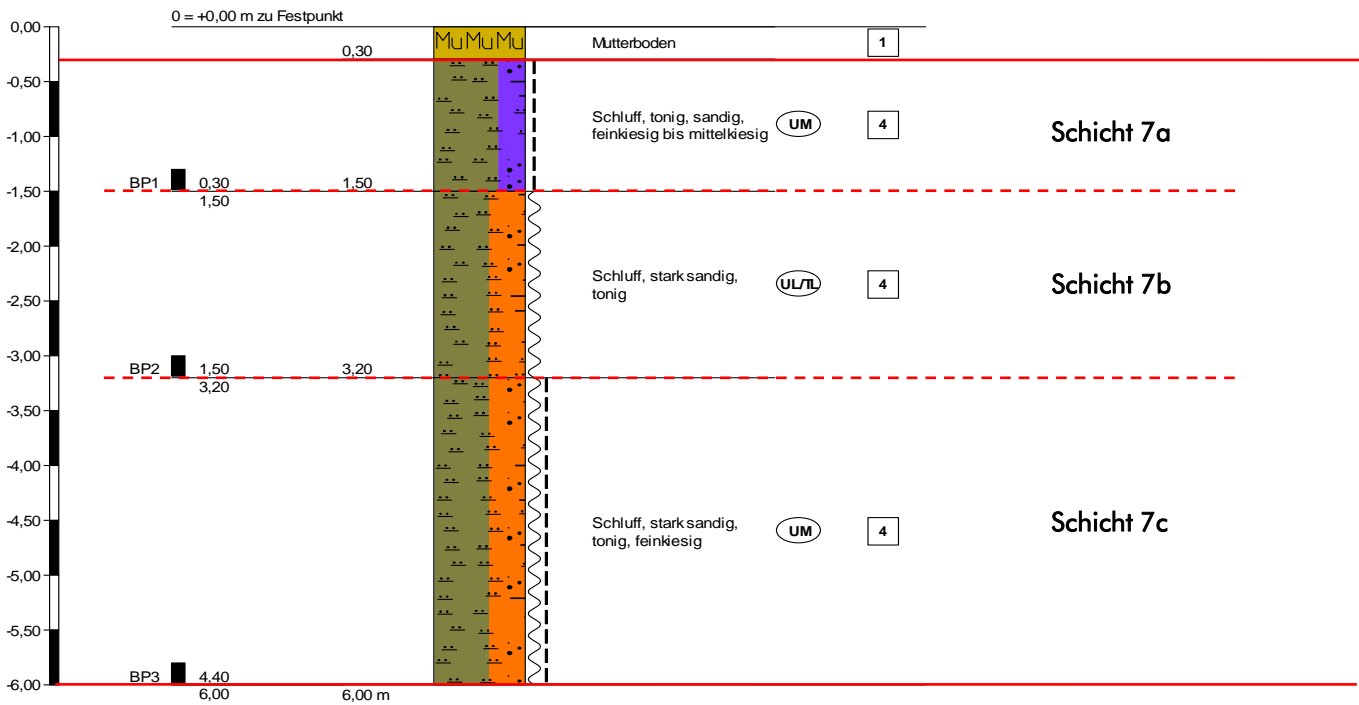 0 = +0,00 m zu Festpunkt
0,00
Mu Mu Mu
Mutterboden
1
0,30
-0,50
Schluff, tonig, sandig,
feinkiesig bis mittelkiesig
UM
4
Schicht 7a
-1,00
BP1 0,30 1,50
-1,50
1,50
-2,00
Schluff, stark sandig,
tonig
UL/TL
4
Schicht 7b
-2,50
-3,00
BP2 1,50 3,20
3,20
-3,50
-4,00
-4,50
Schluff, stark sandig,
tonig, feinkiesig
UM
4
Schicht 7c
-5,00
-5,50
BP3 4,40
-6,00
6,00 6,00 m